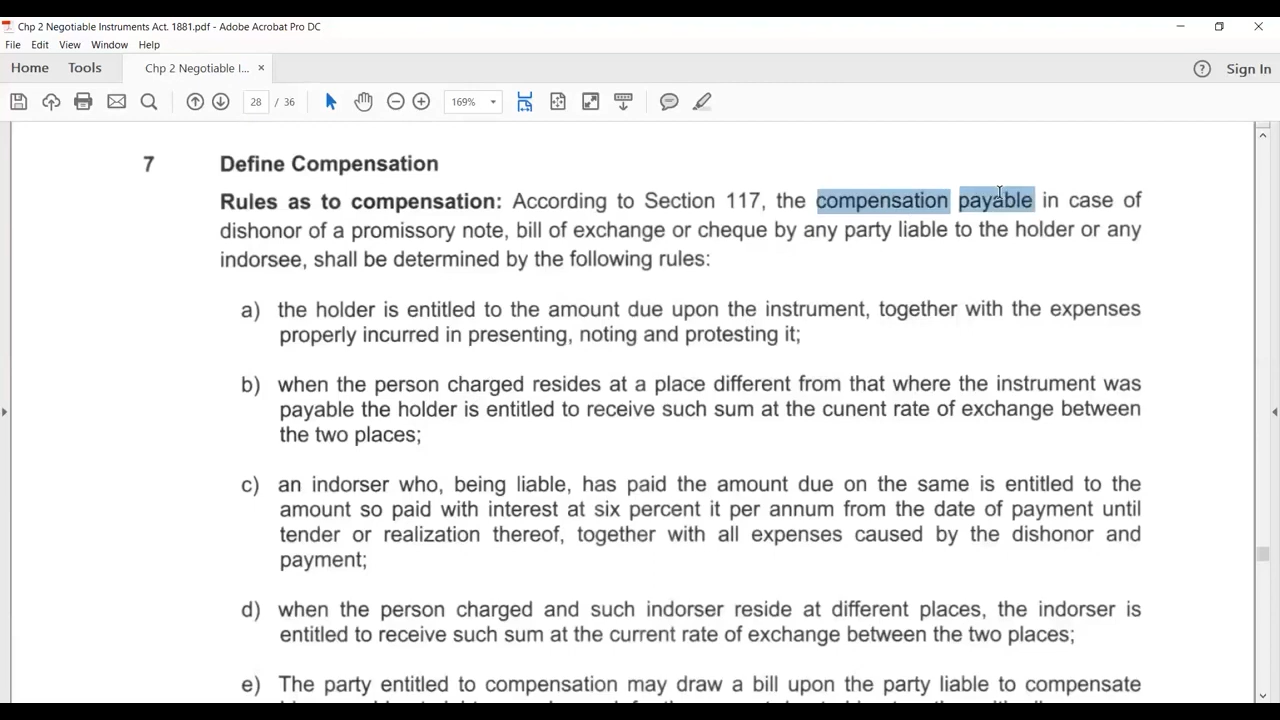 Chp 2 Negotiable Instruments Act. 1881.pdf - Adobe Acrobat Pro DC
File Edit View Window Help
Home Tools Chp 2 Negotiable I... × Sign In
28 / 36 169%
7 Define Compensation
Rules as to compensation: According to Section 117, the compensation payable in case of
dishonor of a promissory note, bill of exchange or cheque by any party liable to the holder or any
indorsee, shall be determined by the following rules:
a) the holder is entitled to the amount due upon the instrument, together with the expenses
properly incurred in presenting, noting and protesting it;
b) when the person charged resides at a place different from that where the instrument was
payable the holder is entitled to receive such sum at the cunent rate of exchange between
the two places;
c) an indorser who, being liable, has paid the amount due on the same is entitled to the
amount so paid with interest at six percent it per annum from the date of payment until
tender or realization thereof, together with all expenses caused by the dishonor and
payment;
d) when the person charged and such indorser reside at different places, the indorser is
entitled to receive such sum at the current rate of exchange between the two places;
e) The party entitled to compensation may draw a bill upon the party liable to compensate